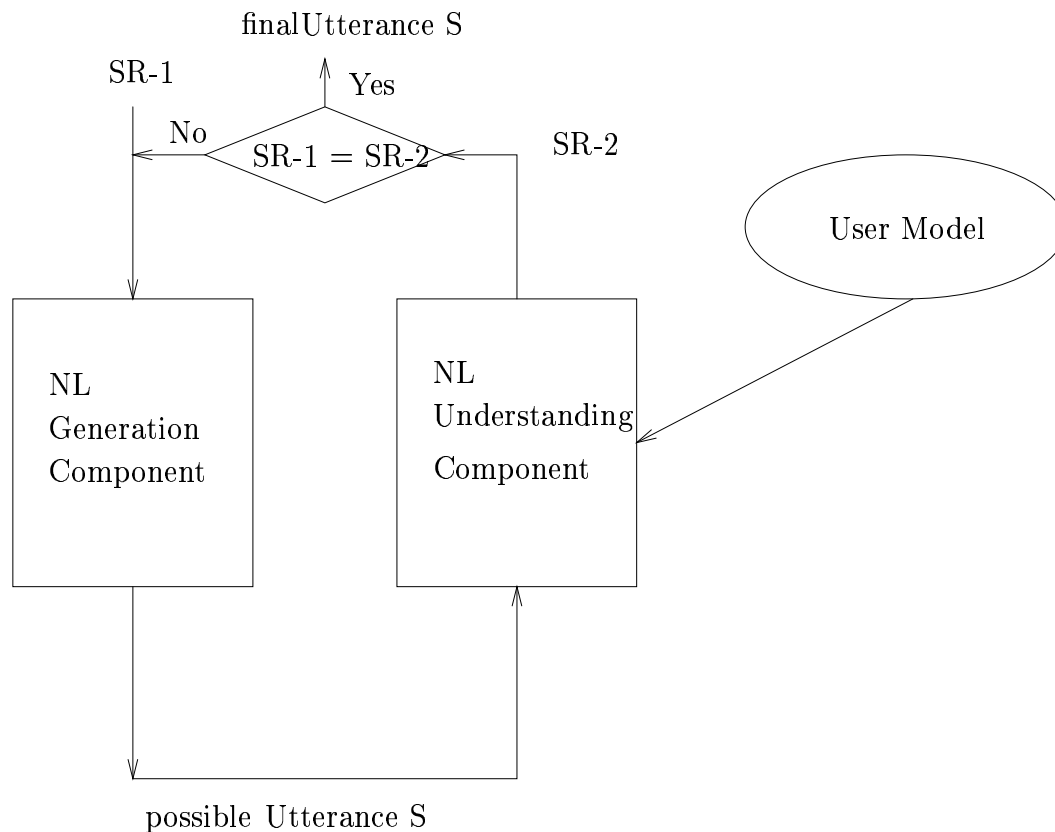 finalUtterance S
SR-1
Yes
No
SR-1 = SR-2
SR-2
User Model
NL
Generation
Component
NL
Understanding
Component
possible Utterance S